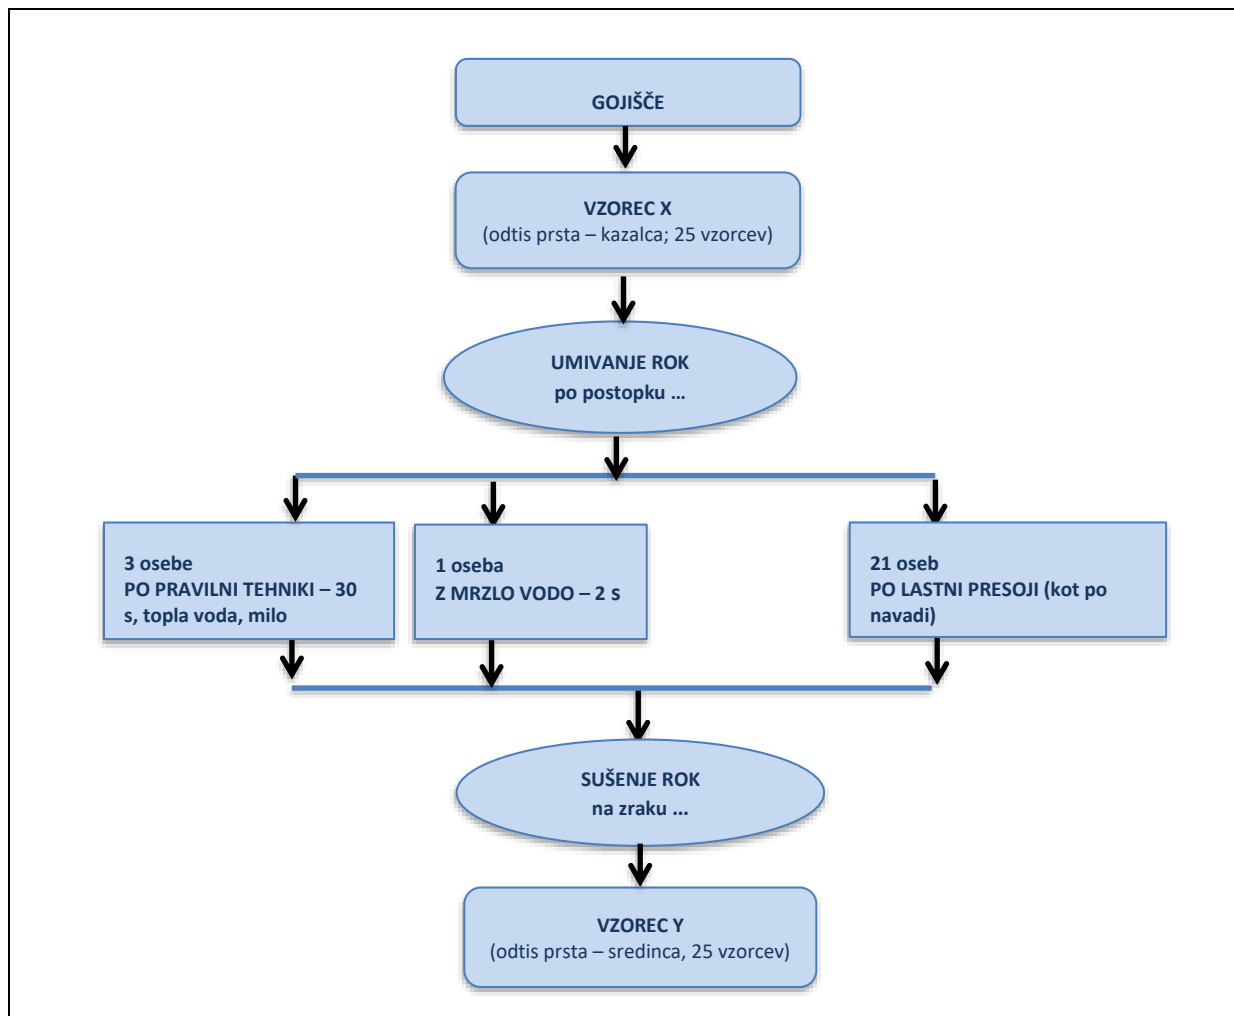 GOJIŠČE
VZOREC X
(odtis prsta – kazalca; 25 vzorcev)
UMIVANJE ROK
po postopku …
3 osebe
PO PRAVILNI TEHNIKI – 30
s, topla voda, milo
1 oseba
Z MRZLO VODO – 2 s
21 oseb
PO LASTNI PRESOJI (kot po
navadi)
SUŠENJE ROK
na zraku …
VZOREC Y
(odtis prsta – sredinca, 25 vzorcev)